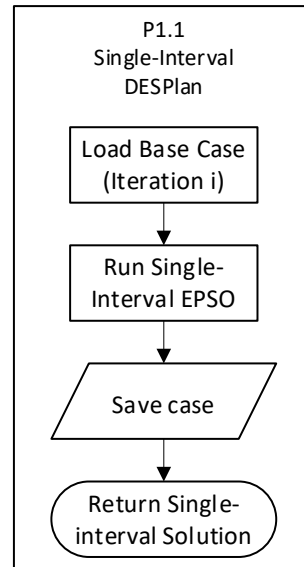 P1.1
Single-Interval
DESPlan
Load Base Case
(Iteration i)
Run Single-
Interval EPSO
Save case
Return Single-
interval Solution